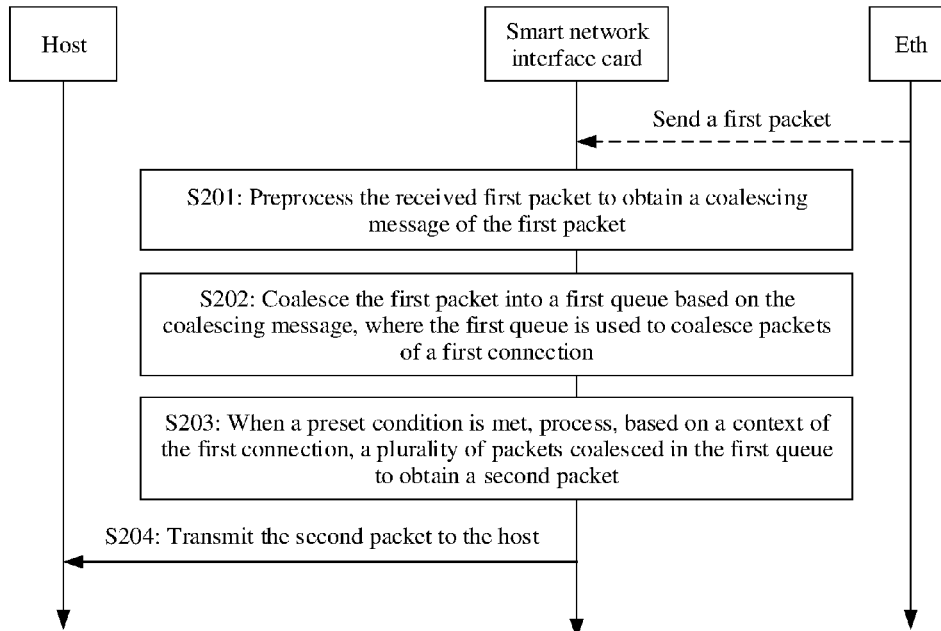 Host
Smart network
interface card
Eth
Send a first packet
S201: Preprocess the received first packet to obtain a coalescing
message of the first packet
S202: Coalesce the first packet into a first queue based on the
coalescing message, where the first queue is used to coalesce packets
of a first connection
S203: When a preset condition is met, process, based on a context of
the first connection, a plurality of packets coalesced in the first queue
to obtain a second packet
S204: Transmit the second packet to the host